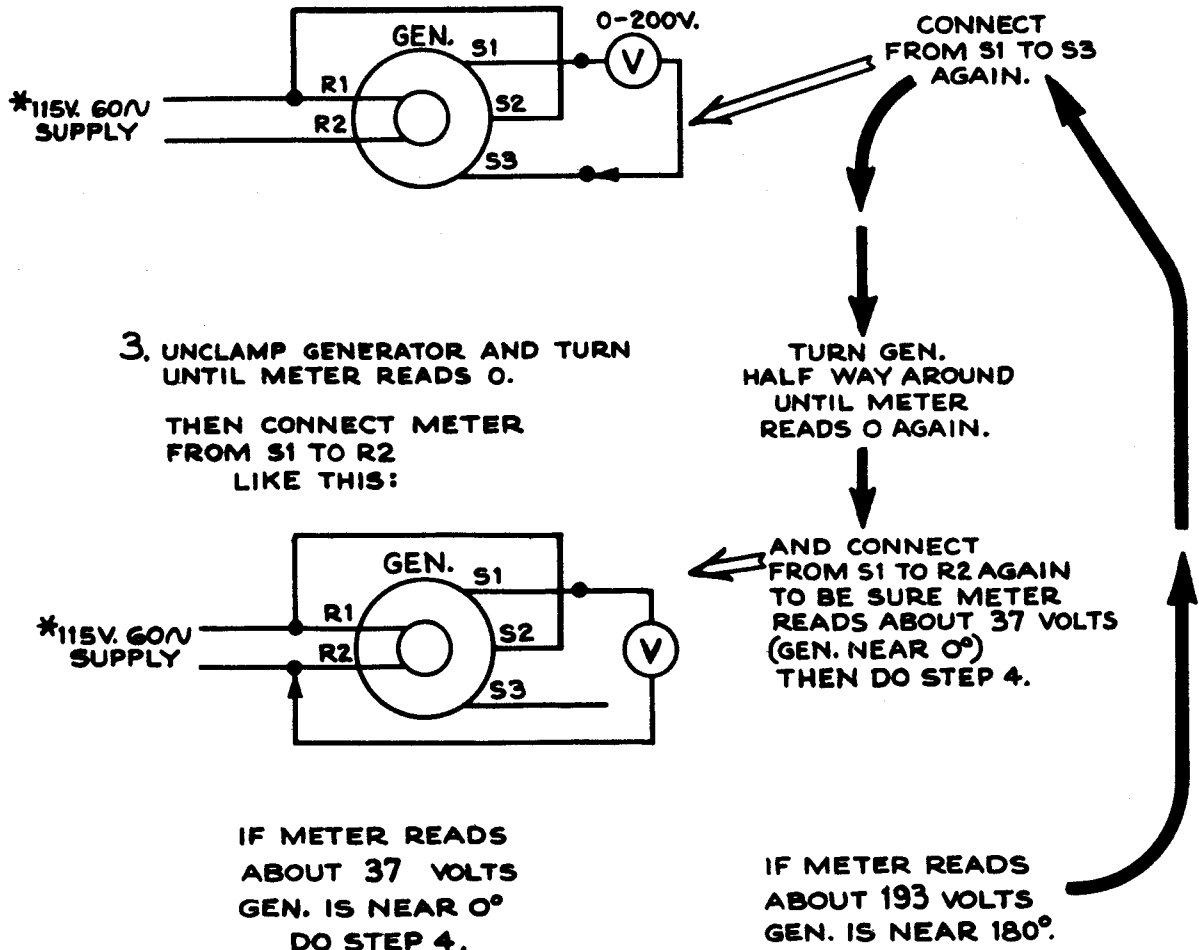 GEN.
0-200V.
S1
V
R1
S2
*115V. 60~
SUPPLY
R2
S3
CONNECT
FROM S1 TO S3
AGAIN.
3. UNCLAMP GENERATOR AND TURN
UNTIL METER READS 0.
THEN CONNECT METER
FROM S1 TO R2
LIKE THIS:
TURN GEN.
HALF WAY AROUND
UNTIL METER
READS 0 AGAIN.
GEN.
S1
R1
S2
*115V. 60~
SUPPLY
R2
V
S3
AND CONNECT
FROM S1 TO R2 AGAIN
TO BE SURE METER
READS ABOUT 37 VOLTS
(GEN. NEAR 0°)
THEN DO STEP 4.
IF METER READS
ABOUT 37 VOLTS
GEN. IS NEAR 0°
DO STEP 4.
IF METER READS
ABOUT 193 VOLTS
GEN. IS NEAR 180°.